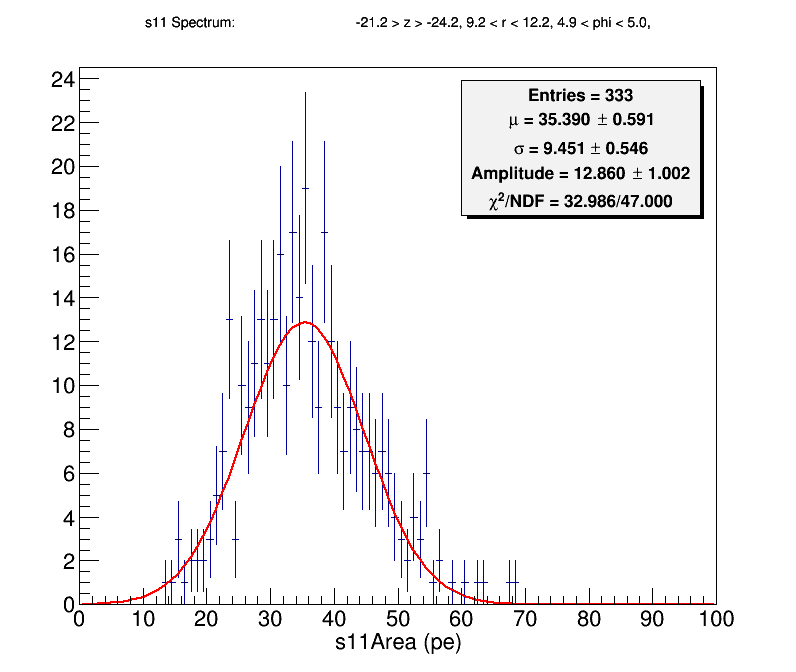 s11 Spectrum: -21.2 > z > -24.2, 9.2 < r < 12.2, 4.9 < phi < 5.0,
Entries = 333
μ = 35.390 ± 0.591
σ = 9.451 ± 0.546
Amplitude = 12.860 ± 1.002
χ²/NDF = 32.986/47.000
24
22
20
18
16
14
12
10
8
6
4
2
0
0 10 20 30 40 50 60 70 80 90 100
s11Area (pe)